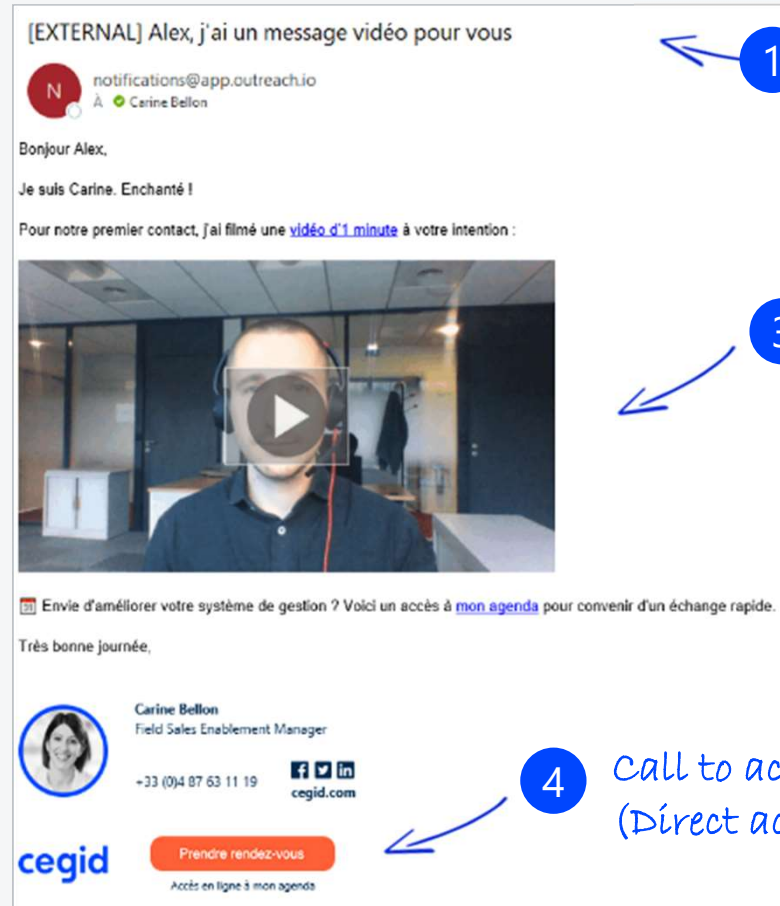 [EXTERNAL] Alex, j'ai un message vidéo pour vous
1
N
notifications@app.outreach.io
À Carine Bellon
Bonjour Alex,
Je suis Carine. Enchanté !
Pour notre premier contact, j'ai filmé une vidéo d'1 minute à votre intention :
3
Envie d'améliorer votre système de gestion ? Voici un accès à mon agenda pour convenir d'un échange rapide.
Très bonne journée,
Carine Bellon
Field Sales Enablement Manager
+33 (0)4 87 63 11 19
cegid.com
4
Call to ac
(Direct ac
cegid
Prendre rendez-vous
Accès en ligne à mon agenda